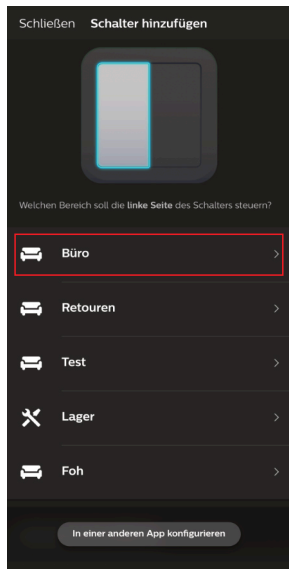 Schließen Schalter hinzufügen
Welchen Bereich soll die linke Seite des Schalters steuern?
Büro
Retouren
Test
Lager
Foh
In einer anderen App konfigurieren